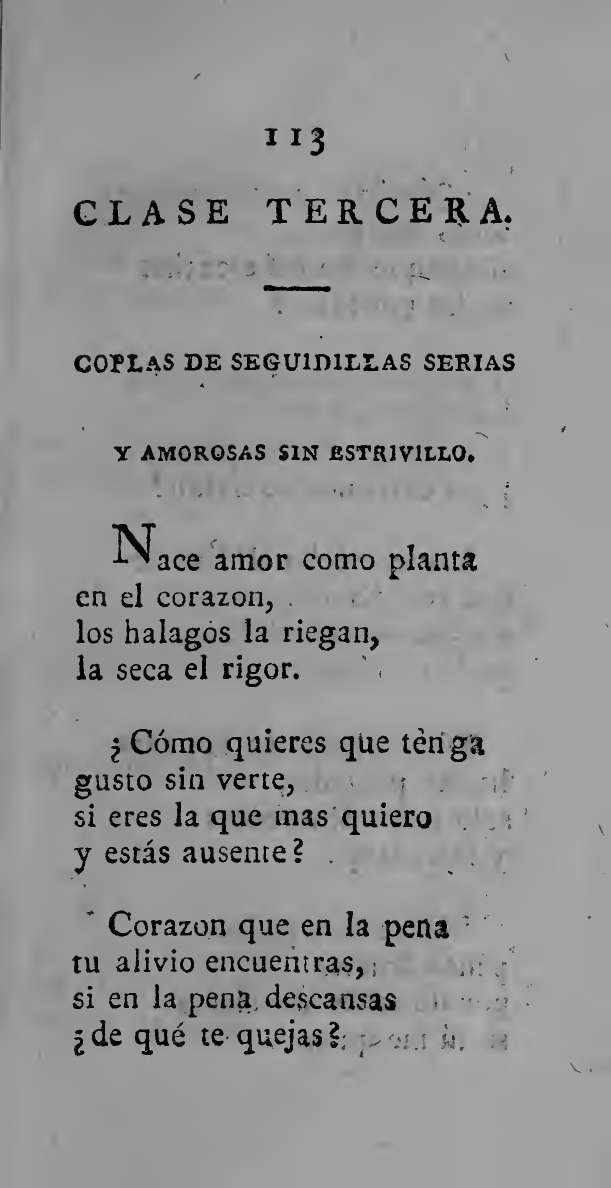 113
CLASE TERCERA.
COPLAS DE SEGUIDILLAS SERIAS
Y AMOROSAS SIN ESTRIVILLO.
Nace amor como planta
en el corazon,
los halagos la riegan,
la seca el rigor.
¿Cómo quieres que tènga
gusto sin verte,
si eres la que mas quiero
y estás ausente?
Corazon que en la pena
tu alivio encuentras,
si en la pena descansas
¿de qué te quejas?